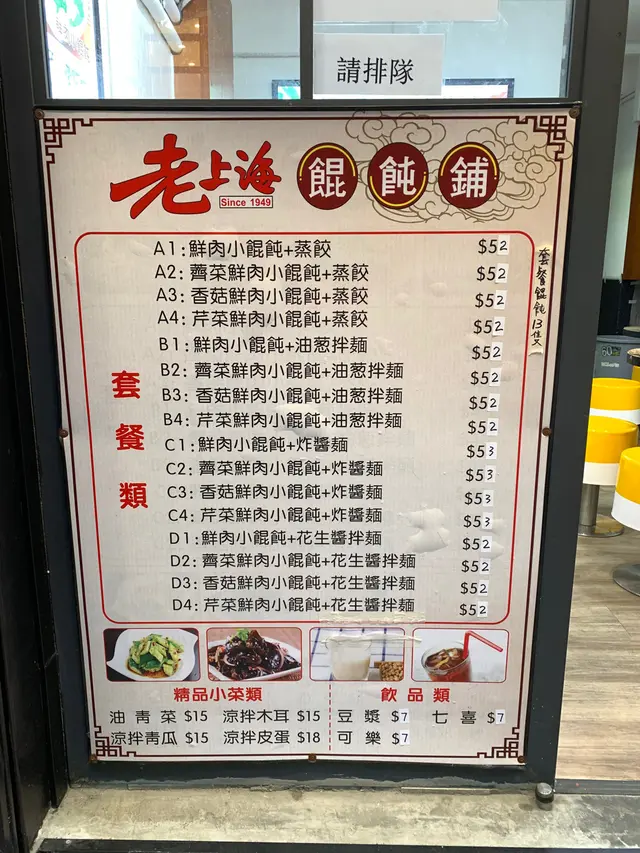 請排隊
老上海
Since 1949
餛飩鋪
套餐類
A1:鮮肉小餛飩+蒸餃 $52
A2:薺菜鮮肉小餛飩+蒸餃 $52
A3:香菇鮮肉小餛飩+蒸餃 $52
A4:芹菜鮮肉小餛飩+蒸餃 $52
B1:鮮肉小餛飩+油葱拌麵 $52
B2:薺菜鮮肉小餛飩+油葱拌麵 $52
B3:香菇鮮肉小餛飩+油葱拌麵 $52
B4:芹菜鮮肉小餛飩+油葱拌麵 $52
C1:鮮肉小餛飩+炸醬麵 $53
C2:薺菜鮮肉小餛飩+炸醬麵 $53
C3:香菇鮮肉小餛飩+炸醬麵 $53
C4:芹菜鮮肉小餛飩+炸醬麵 $53
D1:鮮肉小餛飩+花生醬拌麵 $52
D2:薺菜鮮肉小餛飩+花生醬拌麵 $52
D3:香菇鮮肉小餛飩+花生醬拌麵 $52
D4:芹菜鮮肉小餛飩+花生醬拌麵 $52
套餐餛飩13隻
精品小菜類
油青菜 $15 涼拌木耳 $15
涼拌青瓜 $15 涼拌皮蛋 $18
飲品類
豆漿 $7 七喜 $7
可樂 $7